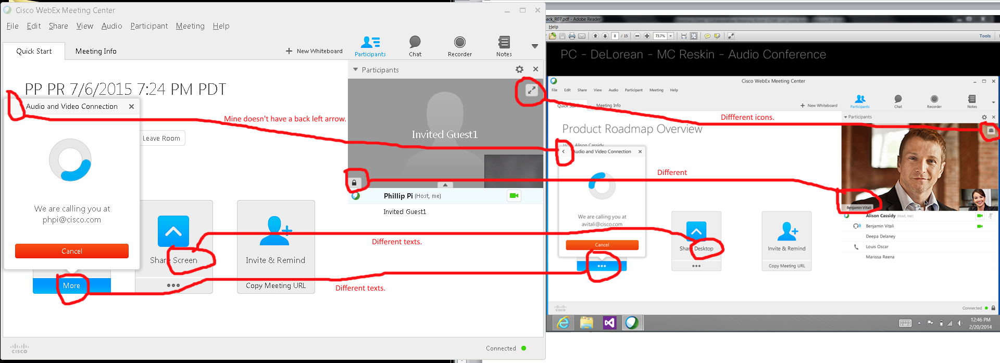 Cisco WebEx Meeting Center
File Edit Share View Audio Participant Meeting Help
Quick Start
Meeting Info
New Whiteboard
Participants
Chat
Recorder
Notes
Participants
PP PR 7/6/2015 7:24 PM PDT
Audio and Video Connection
Mine doesn't have a back left arrow.
Leave Room
Invited Guest1
We are calling you at
phpi@cisco.com
Cancel
Phillip Pi (Host, me)
Invited Guest1
Different texts.
Share Screen
Invite & Remind
More
Copy Meeting URL
Different texts.
cisco
Connected
ack_R07.pdf - Adobe Reader
Help
8 / 15
73.7%
Tools
PC - DeLorean - MC Reskin - Audio Conference
Cisco WebEx Meeting Center
File Edit Share View Audio Participant Meeting Help
Quick
Meeting Info
New Whiteboard
Participants
Chat
Recorder
Notes
Participants
Diffferent icons.
Product Roadmap Overview
Alison Cassidy
Audio and Video Connection
Different
We are calling you at
avitali@cisco.com
Cancel
Benjamin Vitali
Alison Cassidy (Host, me)
Benjamin Vitali
Deepa Delaney
Louis Oscar
Marissa Reena
Share Desktop
Invite & Remind
Copy Meeting URL
cisco
Connected
12:46 PM
2/20/2014